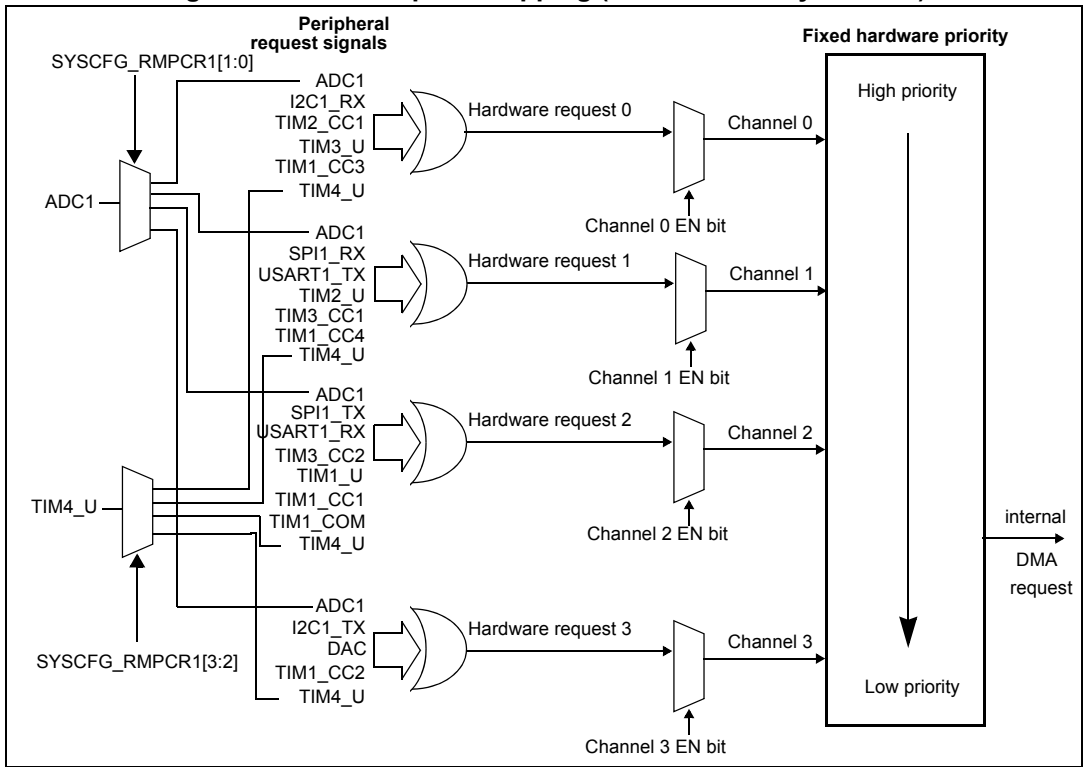 Peripheral
request signals
Fixed hardware priority
SYSCFG_RMPCR1[1:0]
ADC1
ADC1
I2C1_RX
TIM2_CC1
TIM3_U
TIM1_CC3
TIM4_U
Hardware request 0
Channel 0
Channel 0 EN bit
High priority
ADC1
SPI1_RX
USART1_TX
TIM2_U
TIM3_CC1
TIM1_CC4
TIM4_U
Hardware request 1
Channel 1
Channel 1 EN bit
ADC1
SPI1_TX
USART1_RX
TIM3_CC2
TIM1_U
TIM1_CC1
TIM1_COM
TIM4_U
Hardware request 2
Channel 2
Channel 2 EN bit
TIM4_U
SYSCFG_RMPCR1[3:2]
internal
DMA
request
ADC1
I2C1_TX
DAC
TIM1_CC2
TIM4_U
Hardware request 3
Channel 3
Channel 3 EN bit
Low priority